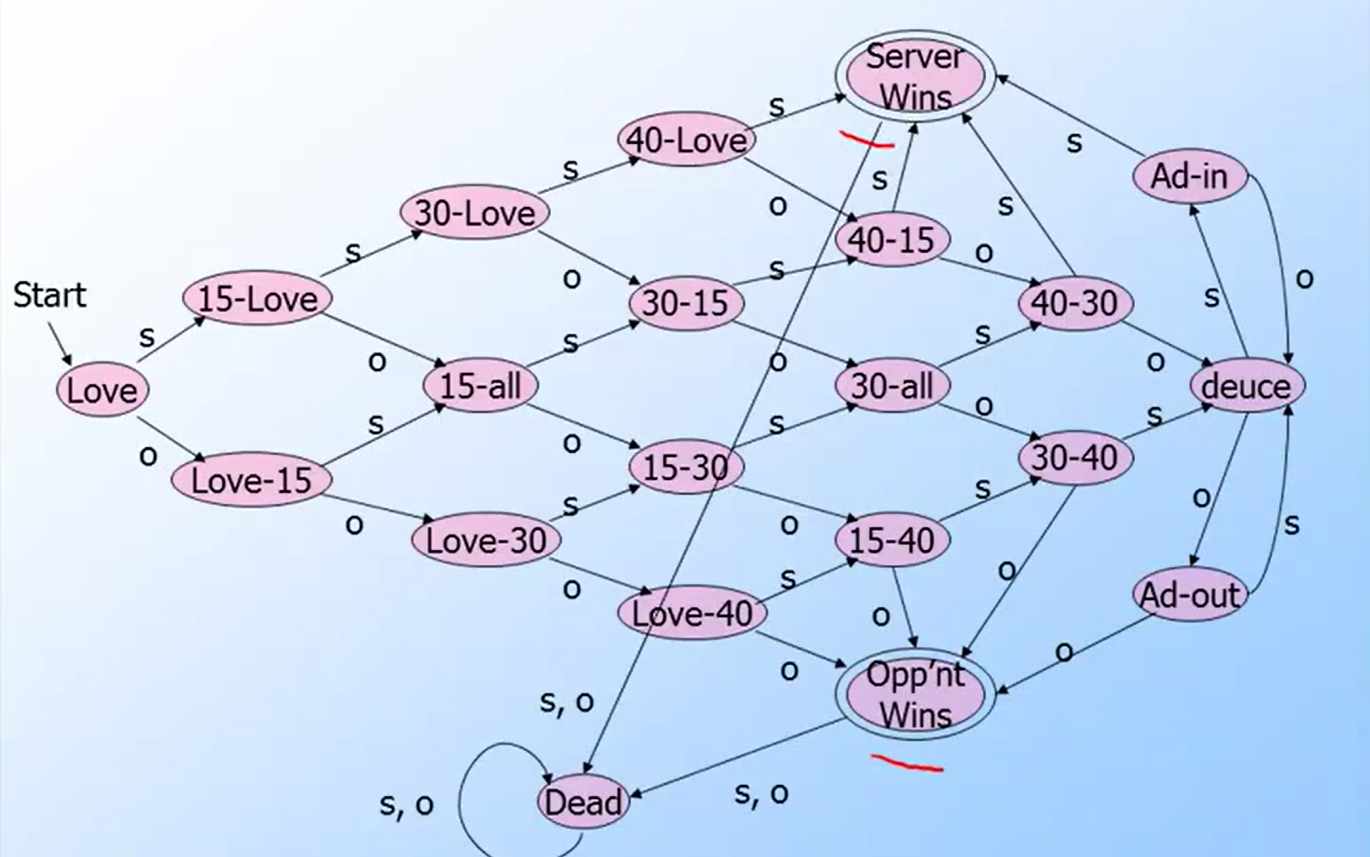 Server
Wins
s
40-Love
s
s
Ad-in
s
30-Love
o
s
s
40-15
s
o
o
s
o
Start
15-Love
30-15
40-30
s
s
s
s
o
o
o
Love
15-all
30-all
deuce
s
o
s
o
s
o
15-30
30-40
Love-15
s
o
s
o
o
s
Love-30
15-40
o
o
s
Love-40
Ad-out
o
o
o
Opp'nt
Wins
s, o
s, o
Dead
s, o